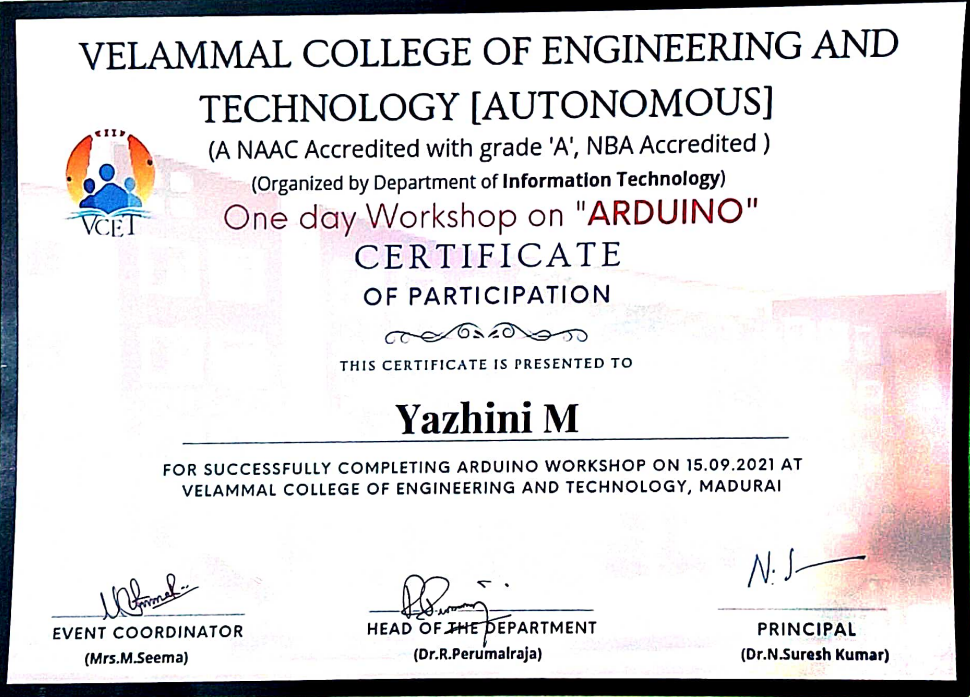 VELAMMAL COLLEGE OF ENGINEERING AND
TECHNOLOGY [AUTONOMOUS]
(A NAAC Accredited with grade 'A', NBA Accredited )
(Organized by Department of Information Technology)
VCET
One day Workshop on "ARDUINO"
CERTIFICATE
OF PARTICIPATION
THIS CERTIFICATE IS PRESENTED TO
Yazhini M
FOR SUCCESSFULLY COMPLETING ARDUINO WORKSHOP ON 15.09.2021 AT
VELAMMAL COLLEGE OF ENGINEERING AND TECHNOLOGY, MADURAI
EVENT COORDINATOR
(Mrs.M.Seema)
HEAD OF THE DEPARTMENT
(Dr.R.Perumalraja)
PRINCIPAL
(Dr.N.Suresh Kumar)